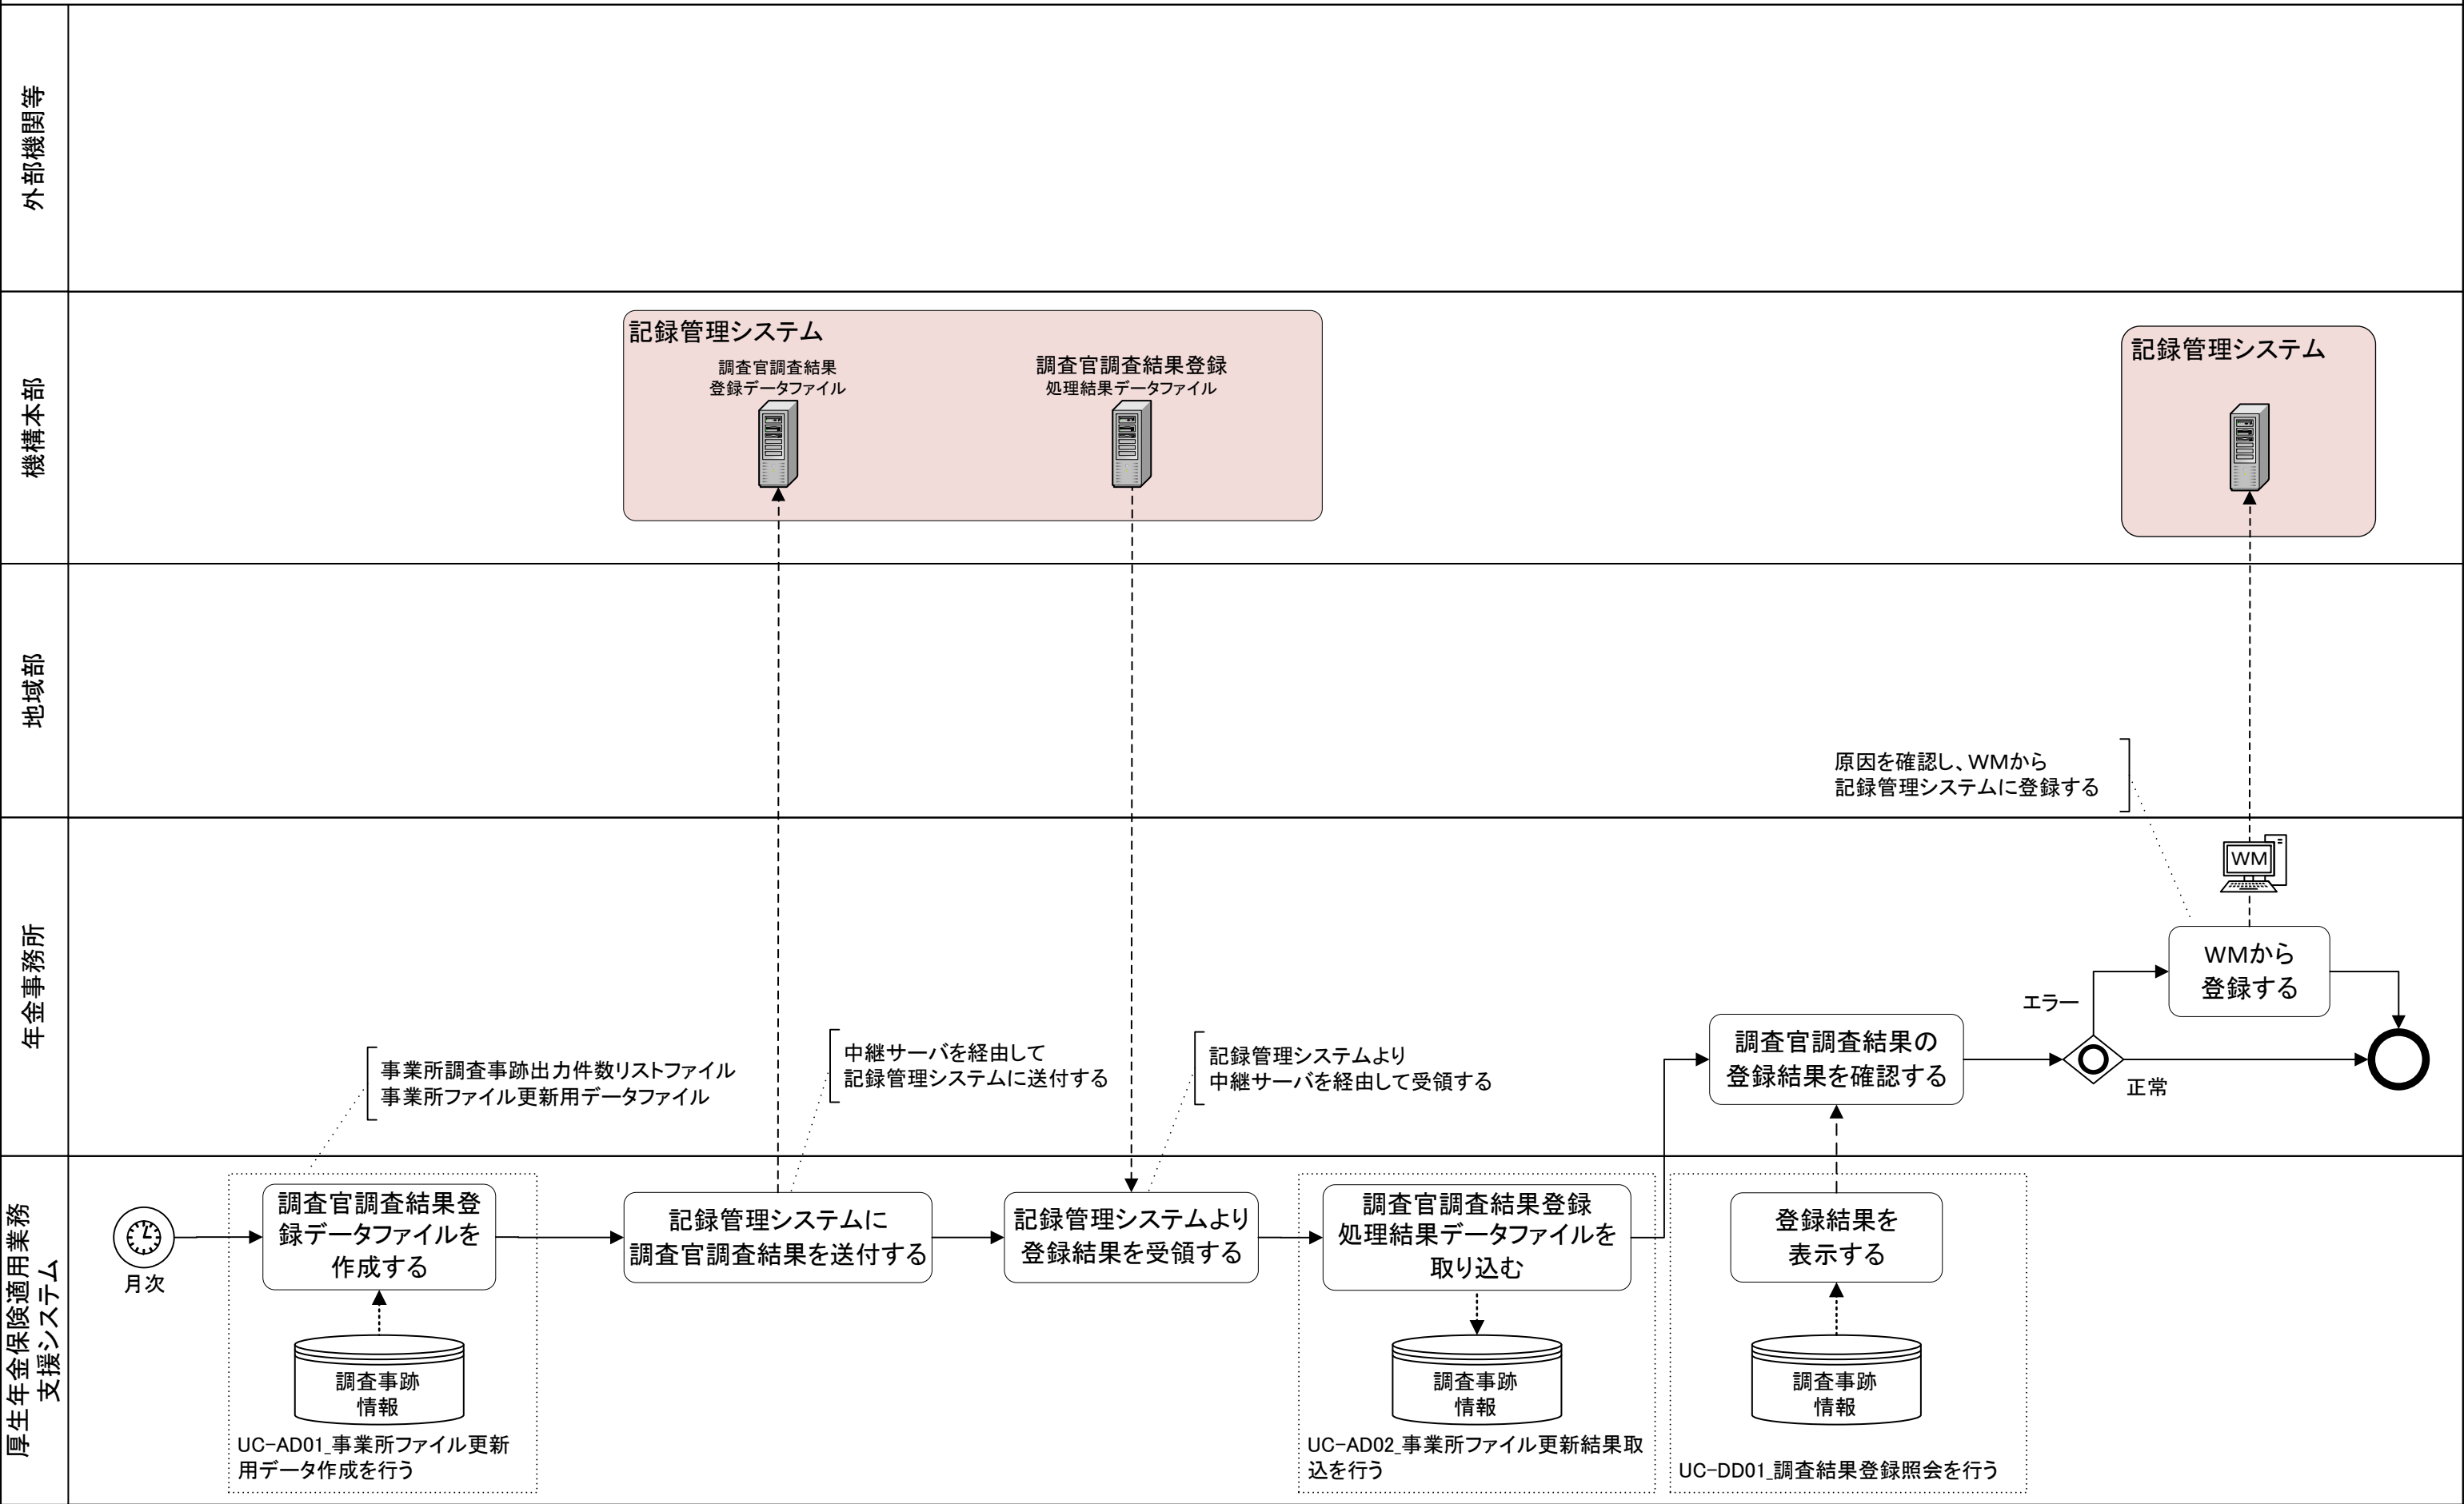 外部機関等
機構本部
記録管理システム
調査官調査結果
登録データファイル
調査官調査結果登録
処理結果データファイル
記録管理システム
地域部
原因を確認し、WMから
記録管理システムに登録する
年金事務所
WM
WMから
登録する
エラー
正常
調査官調査結果の
登録結果を確認する
事業所調査事跡出力件数リストファイル
事業所ファイル更新用データファイル
中継サーバを経由して
記録管理システムに送付する
記録管理システムより
中継サーバを経由して受領する
厚生年金保険適用業務
支援システム
月次
調査官調査結果登
録データファイルを
作成する
調査事跡
情報
UC-AD01_事業所ファイル更新
用データ作成を行う
記録管理システムに
調査官調査結果を送付する
記録管理システムより
登録結果を受領する
調査官調査結果登録
処理結果データファイルを
取り込む
調査事跡
情報
UC-AD02_事業所ファイル更新結果取
込を行う
登録結果を
表示する
調査事跡
情報
UC-DD01_調査結果登録照会を行う